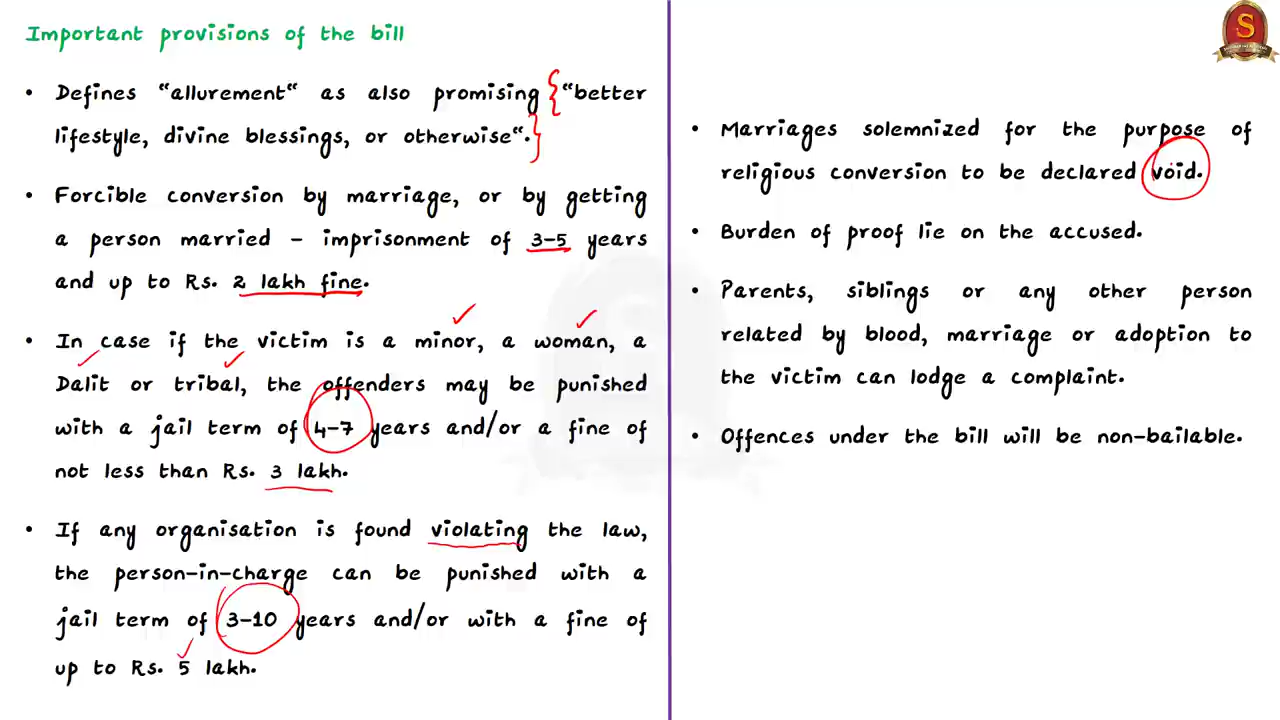 Important provisions of the bill
• Defines "allurement" as also promising "better
lifestyle, divine blessings, or otherwise".
• Forcible conversion by marriage, or by getting
a person married - imprisonment of 3-5 years
and up to Rs. 2 lakh fine.
• In case if the victim is a minor, a woman, a
Dalit or tribal, the offenders may be punished
with a jail term of 4-7 years and/or a fine of
not less than Rs. 3 lakh.
• If any organisation is found violating the law,
the person-in-charge can be punished with a
jail term of 3-10 years and/or with a fine of
up to Rs. 5 lakh.
• Marriages solemnized for the purpose of
religious conversion to be declared void.
• Burden of proof lie on the accused.
• Parents, siblings or any other person
related by blood, marriage or adoption to
the victim can lodge a complaint.
• Offences under the bill will be non-bailable.
S